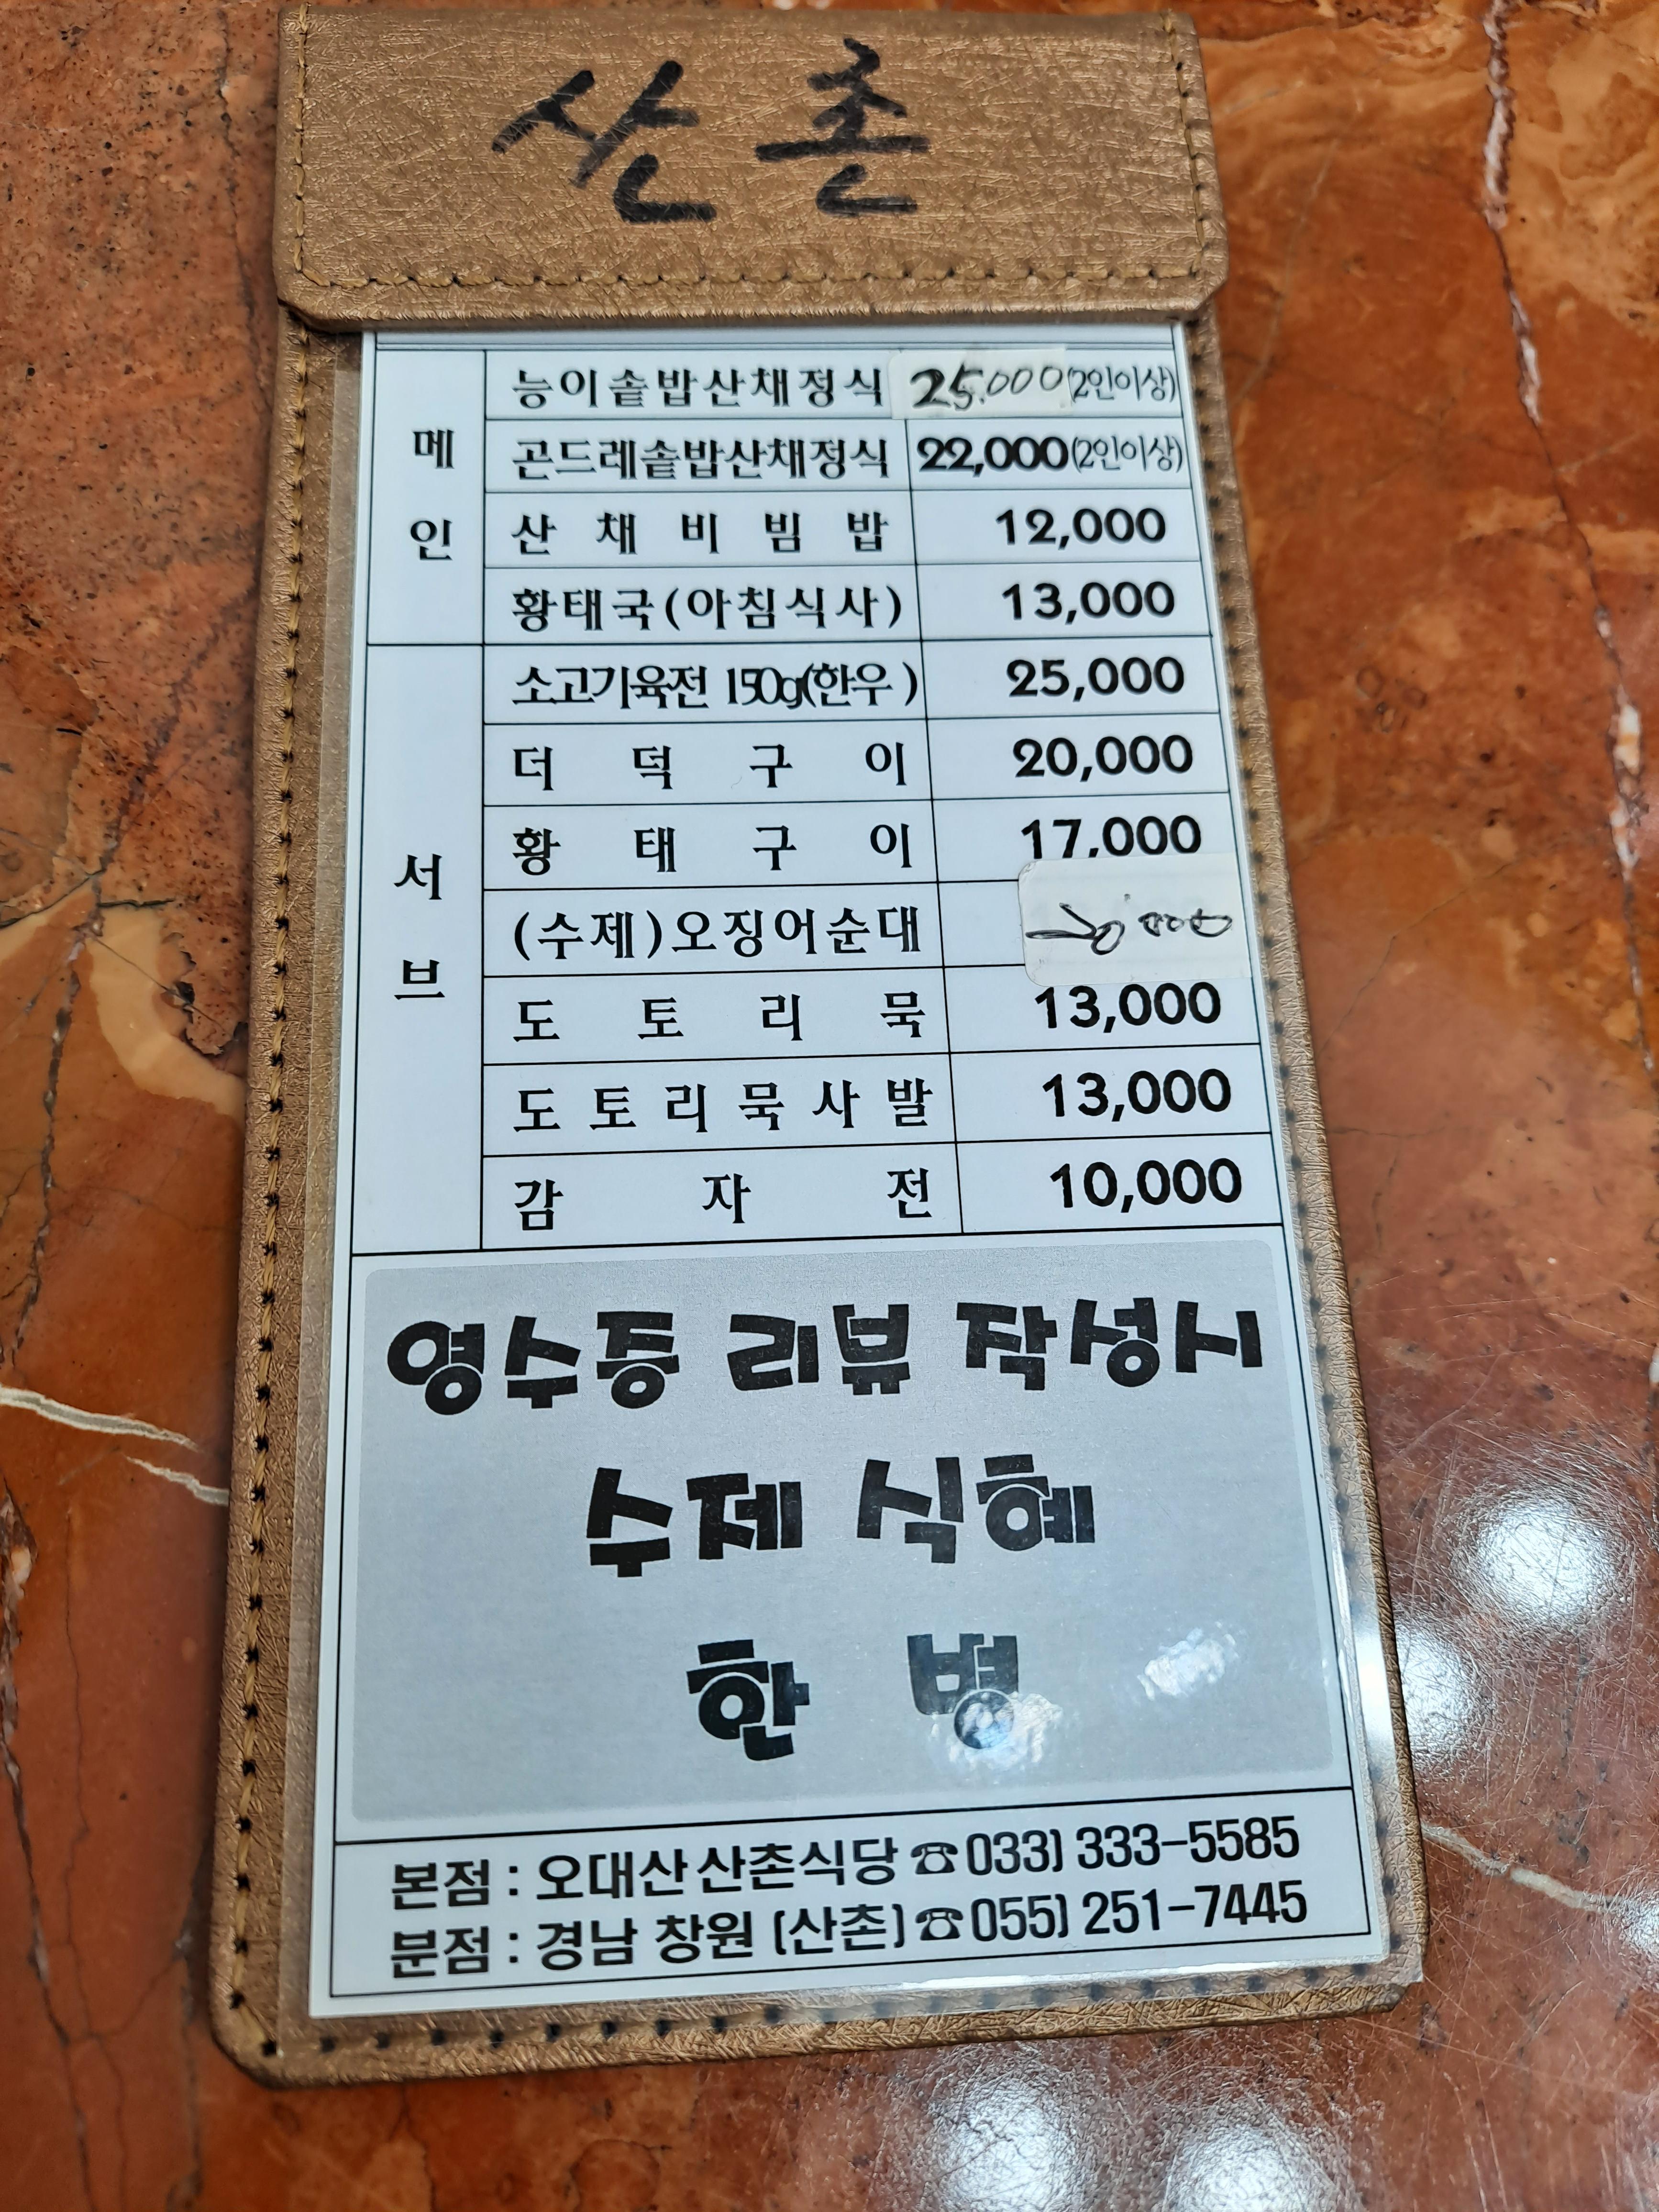 산촌
메인
능이솥밥산채정식 25.000 (2인이상)
곤드레솥밥산채정식 22,000 (2인이상)
산채비빔밥 12,000
황태국(아침식사) 13,000
서브
소고기육전 150g(한우) 25,000
더덕구이 20,000
황태구이 17,000
(수제)오징어순대 20.000
도토리묵 13,000
도토리묵사발 13,000
감자전 10,000
영수증 리뷰 작성시
수제 식혜
한 병
본점 : 오대산 산촌식당 ☎033) 333-5585
분점 : 경남 창원 (산촌) ☎055) 251-7445